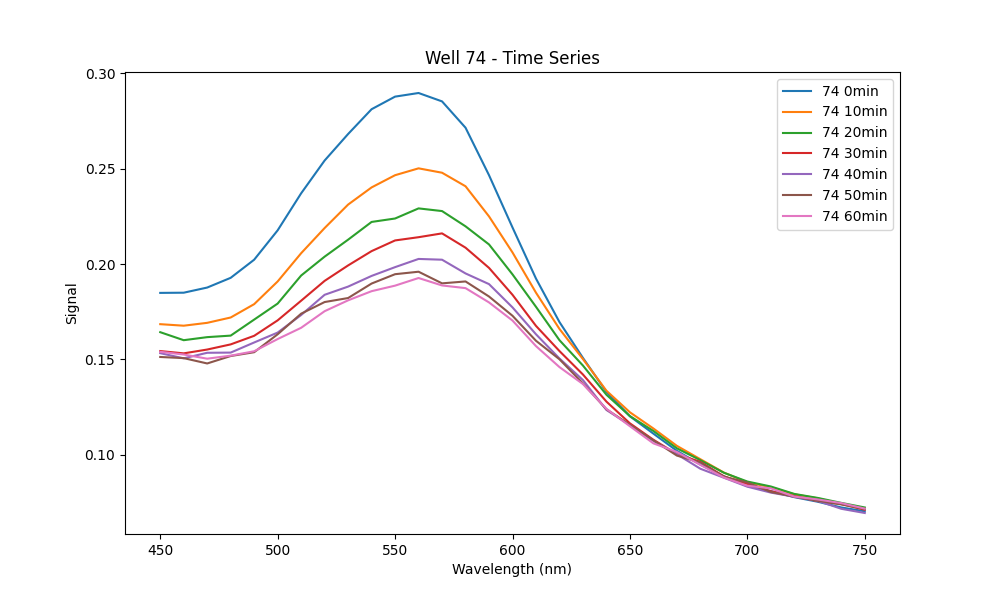 Well 74 - Time Series
74 0min
74 10min
74 20min
74 30min
74 40min
74 50min
74 60min
0.30
0.25
0.20
0.15
0.10
Signal
450
500
550
600
650
700
750
Wavelength (nm)